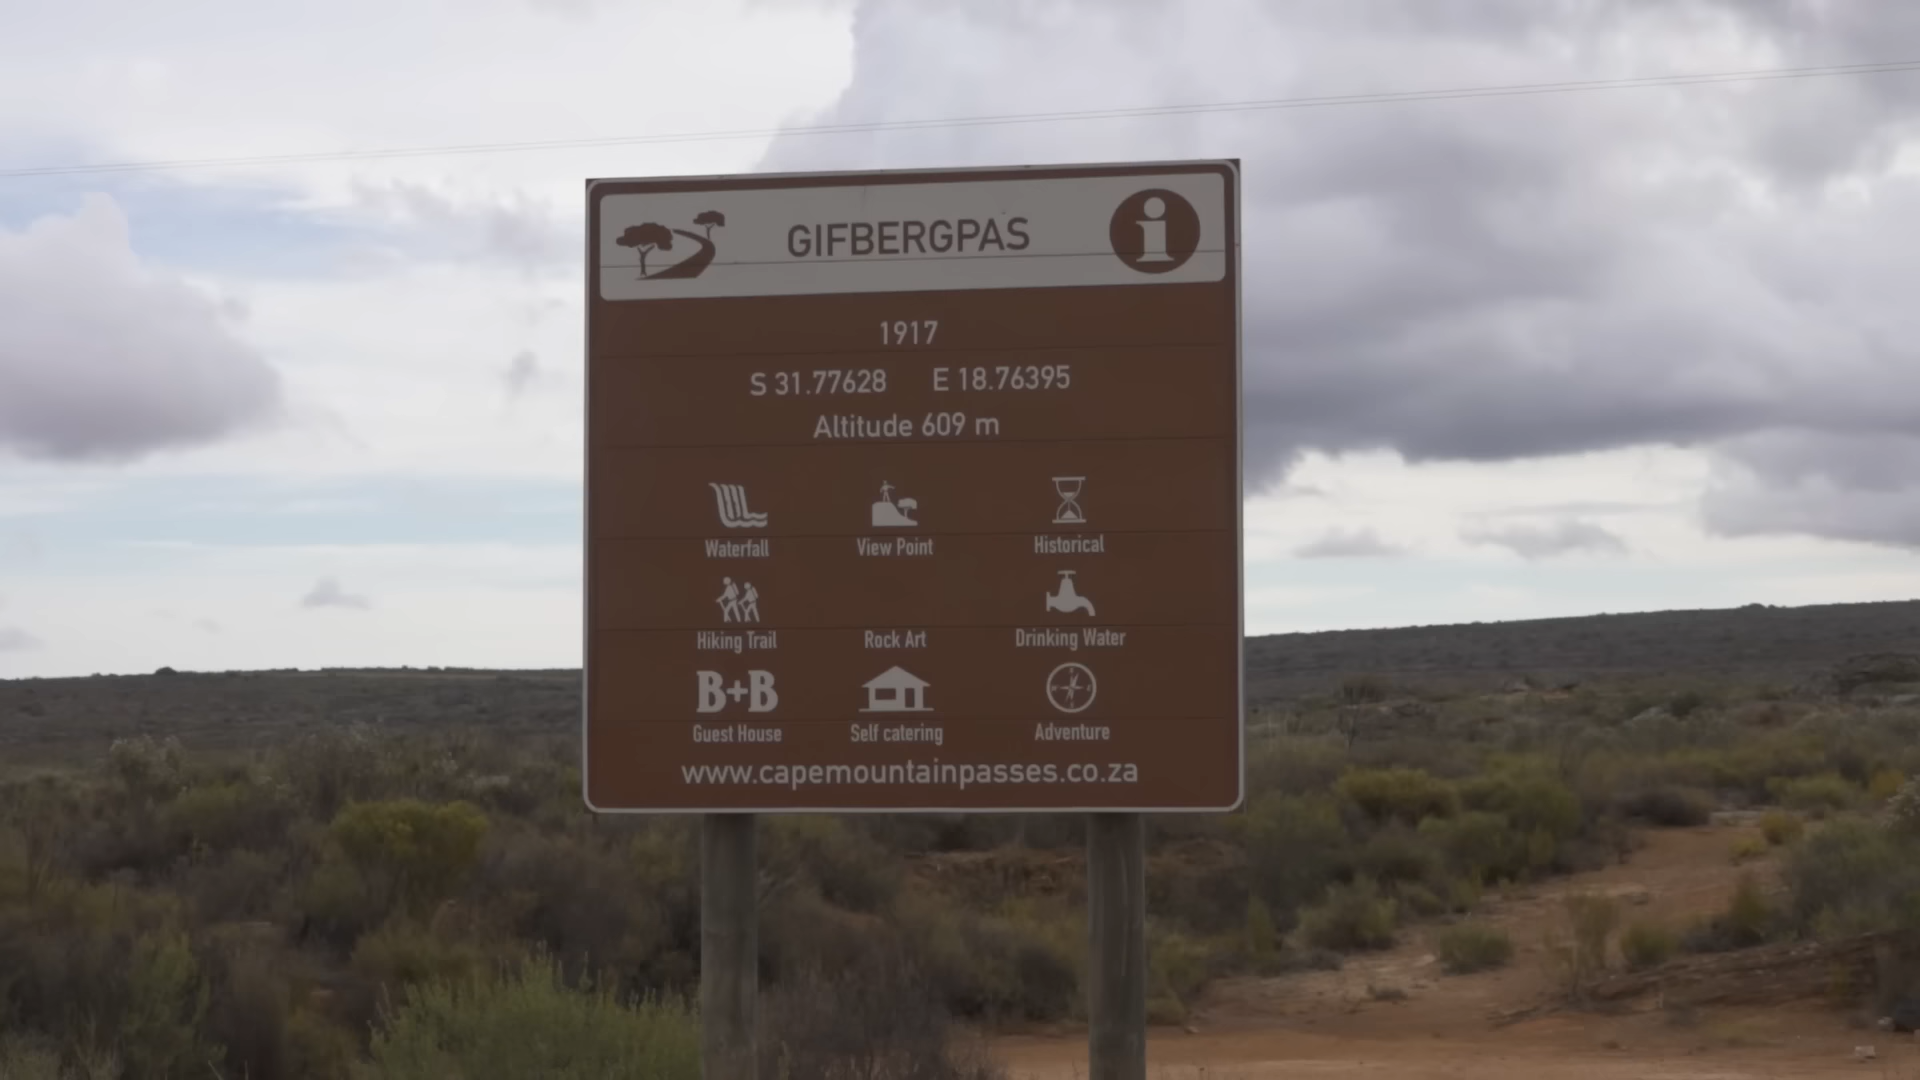 GIFBERGPAS
1917
S 31.77628 E 18.76395
Altitude 609 m
Waterfall View Point Historical
Hiking Trail Rock Art Drinking Water
B+B
Guest House Self catering Adventure
www.capemountainpasses.co.za